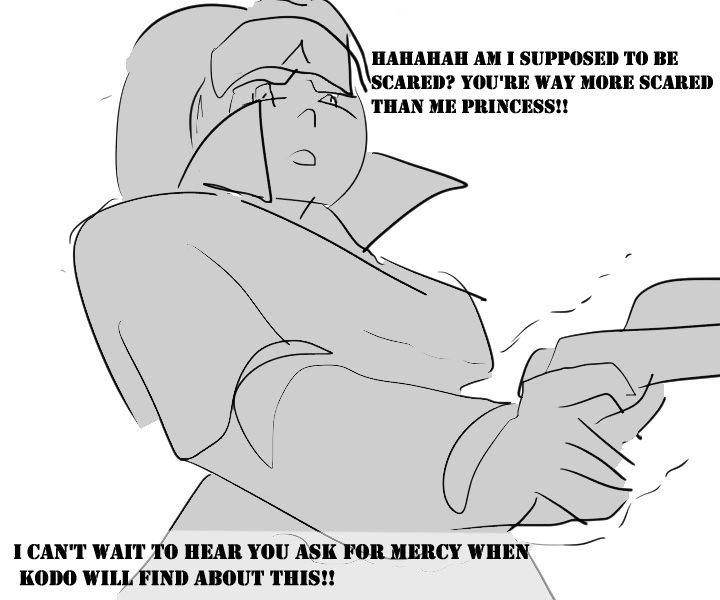 HAHAHAH AM I SUPPOSED TO BE
SCARED? YOU'RE WAY MORE SCARED
THAN ME PRINCESS!!
I CAN'T WAIT TO HEAR YOU ASK FOR MERCY WHEN
KODO WILL FIND ABOUT THIS!!